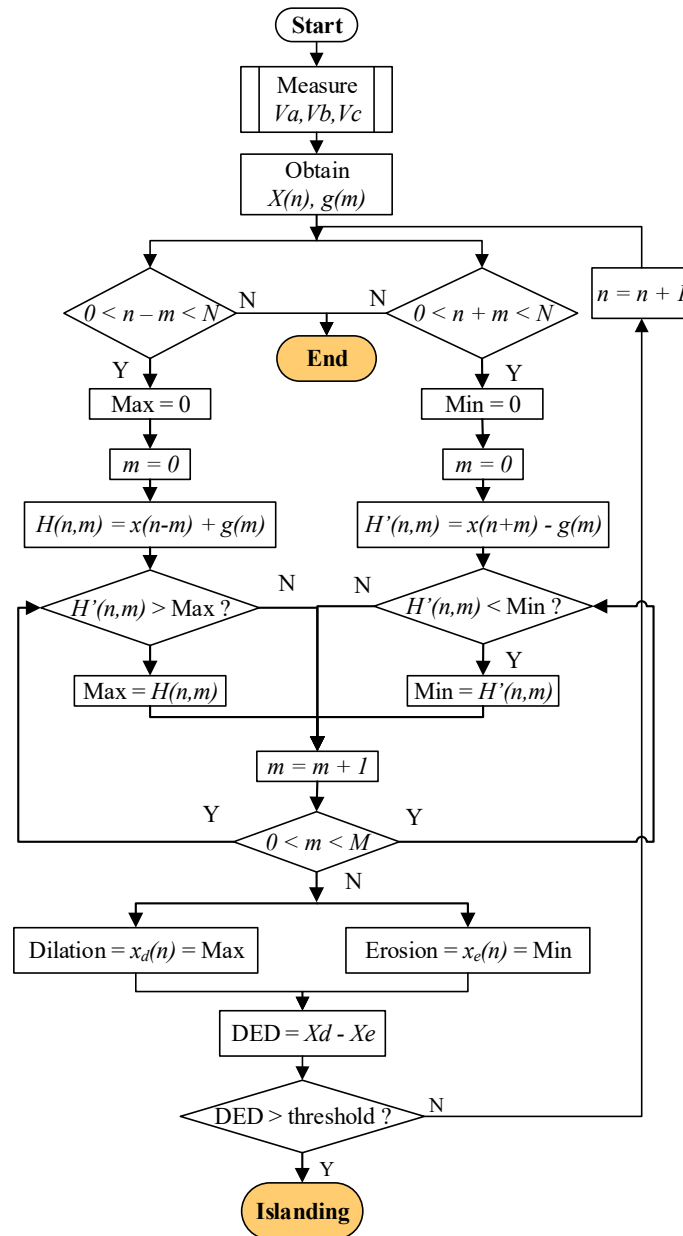 Start
Measure
Va,Vb,Vc
Obtain
X(n), g(m)
0 < n – m < N
N
N
0 < n + m < N
n = n + 1
End
Y
Y
Max = 0
Min = 0
m = 0
m = 0
H(n,m) = x(n-m) + g(m)
H’(n,m) = x(n+m) - g(m)
H’(n,m) > Max ?
N
N
H’(n,m) < Min ?
Y
Max = H(n,m)
Min = H’(n,m)
m = m + 1
Y
Y
0 < m < M
N
Dilation = xd(n) = Max
Erosion = xe(n) = Min
DED = Xd - Xe
DED > threshold ?
N
Y
Islanding